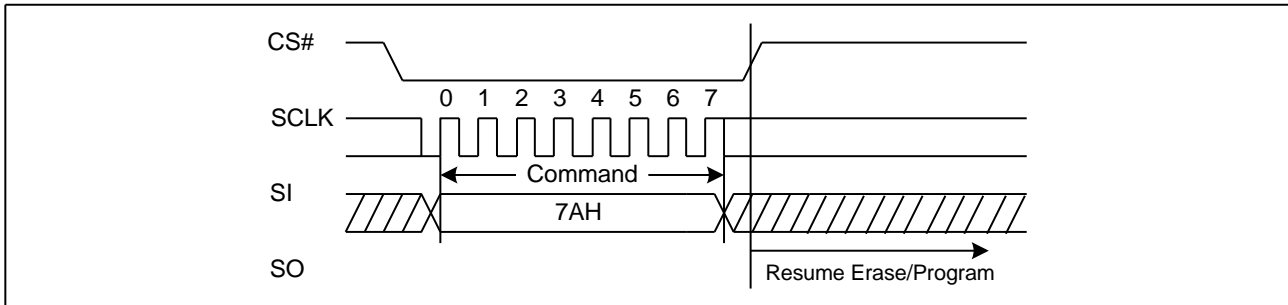 CS#
0 1 2 3 4 5 6 7
SCLK
Command
SI
7AH
SO
Resume Erase/Program